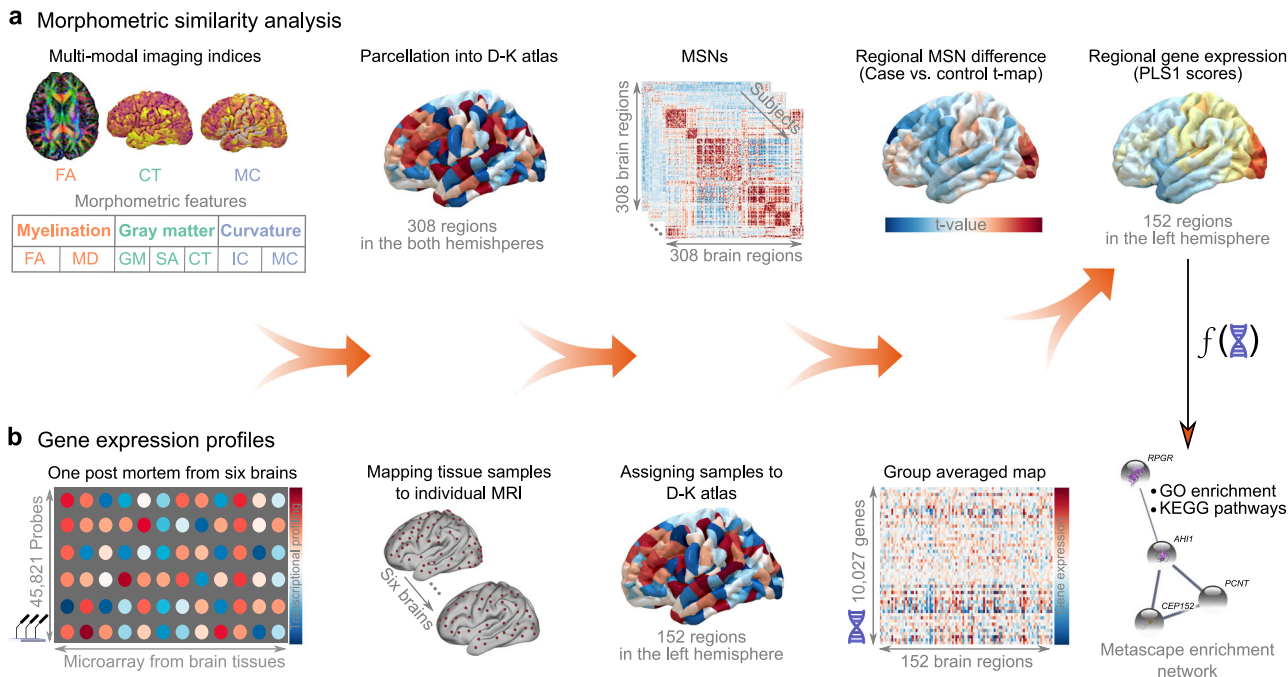 a Morphometric similarity analysis
Multi-modal imaging indices
FA CT MC
Morphometric features
Myelination Gray matter Curvature
FA MD GM SA CT IC MC
Parcellation into D-K atlas
308 regions
in the both hemishperes
MSNs
308 brain regions
Subjects
308 brain regions
Regional MSN difference
(Case vs. control t-map)
t-value
Regional gene expression
(PLS1 scores)
152 regions
in the left hemisphere
f ( )
b Gene expression profiles
One post mortem from six brains
45,821 Probes
Transcriptional profiling
Microarray from brain tissues
Mapping tissue samples
to individual MRI
Six brains
Assigning samples to
D-K atlas
152 regions
in the left hemisphere
Group averaged map
10,027 genes
Gene expression
152 brain regions
RPGR
• GO enrichment
• KEGG pathways
AHI1
PCNT
CEP152
Metascape enrichment
network